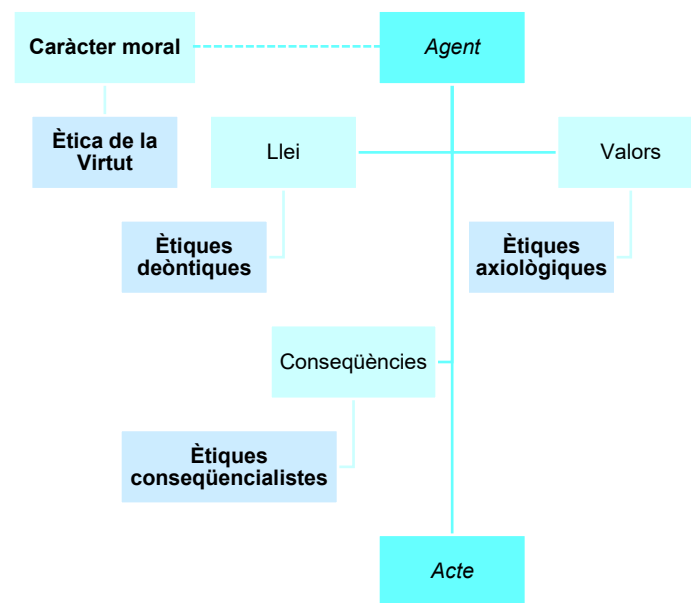 Caràcter moral
Agent
Ètica de la
Virtut
Llei
Valors
Ètiques
deòntiques
Ètiques
axiològiques
Conseqüències
Ètiques
conseqüencialistes
Acte